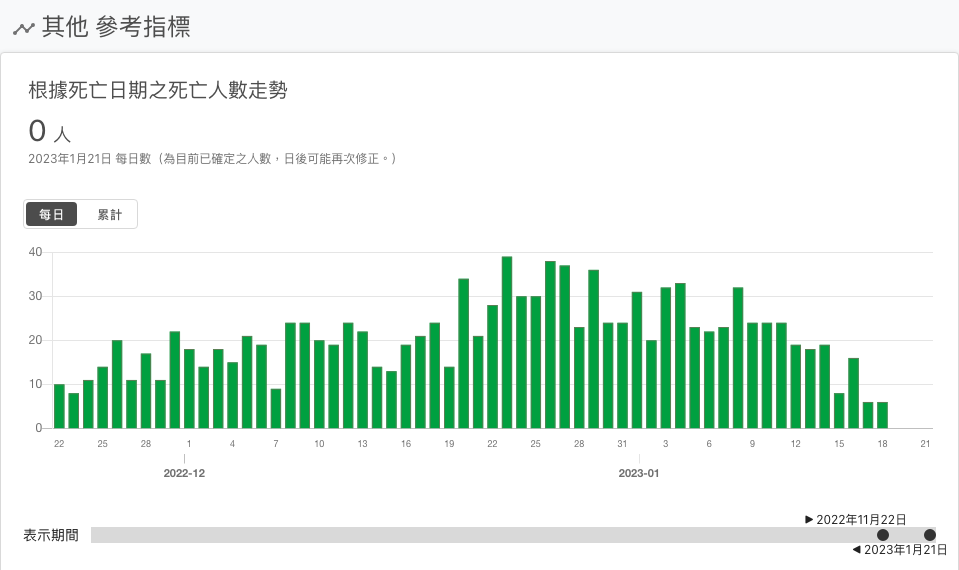 其他 參考指標
根據死亡日期之死亡人數走勢
0 人
2023年1月21日 每日數（為目前已確定之人數，日後可能再次修正。）
每日 累計
40
30
20
10
0
22 25 28 1 4 7 10 13 16 19 22 25 28 31 3 6 9 12 15 18 21
2022-12 2023-01
▶ 2022年11月22日
表示期間
◀ 2023年1月21日